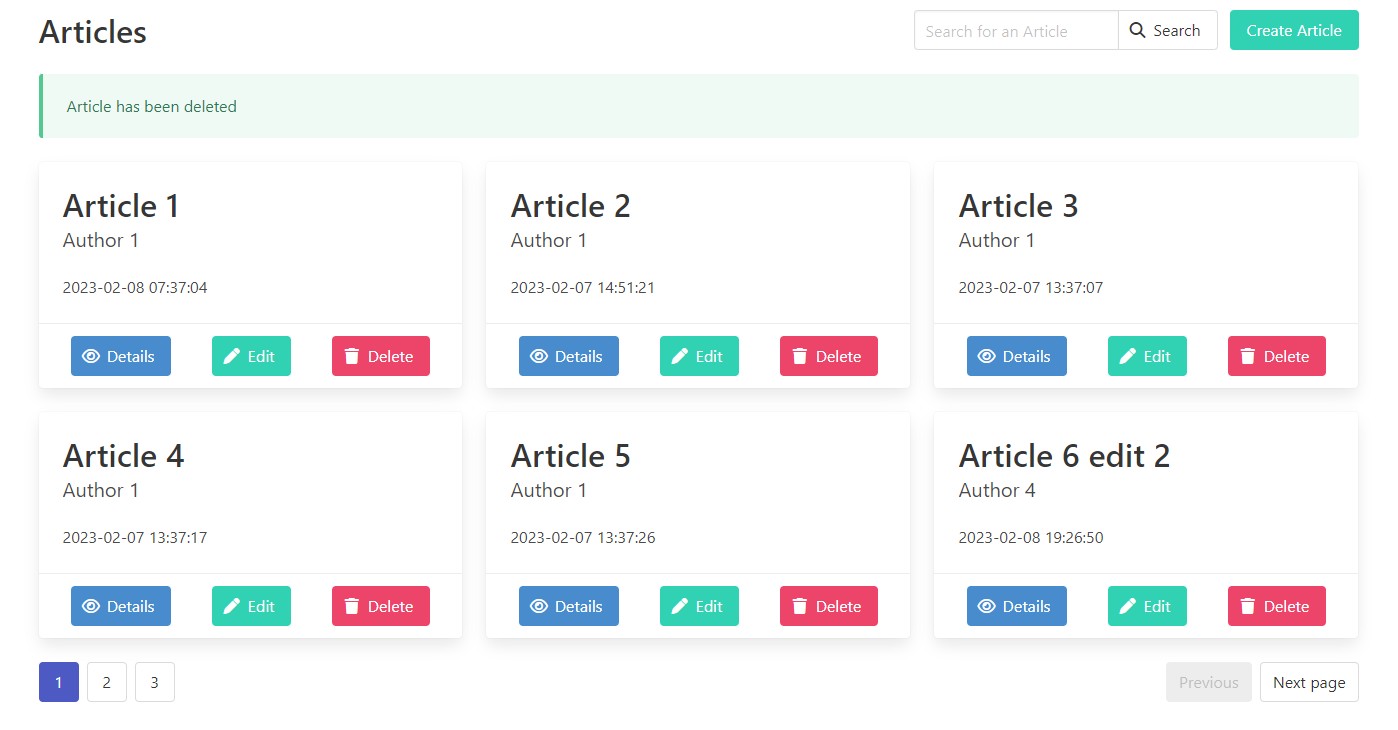 Articles
Search for an Article
Search
Create Article
Article has been deleted
Article 1
Author 1
2023-02-08 07:37:04
Details
Edit
Delete
Article 2
Author 1
2023-02-07 14:51:21
Details
Edit
Delete
Article 3
Author 1
2023-02-07 13:37:07
Details
Edit
Delete
Article 4
Author 1
2023-02-07 13:37:17
Details
Edit
Delete
Article 5
Author 1
2023-02-07 13:37:26
Details
Edit
Delete
Article 6 edit 2
Author 4
2023-02-08 19:26:50
Details
Edit
Delete
1
2
3
Previous
Next page